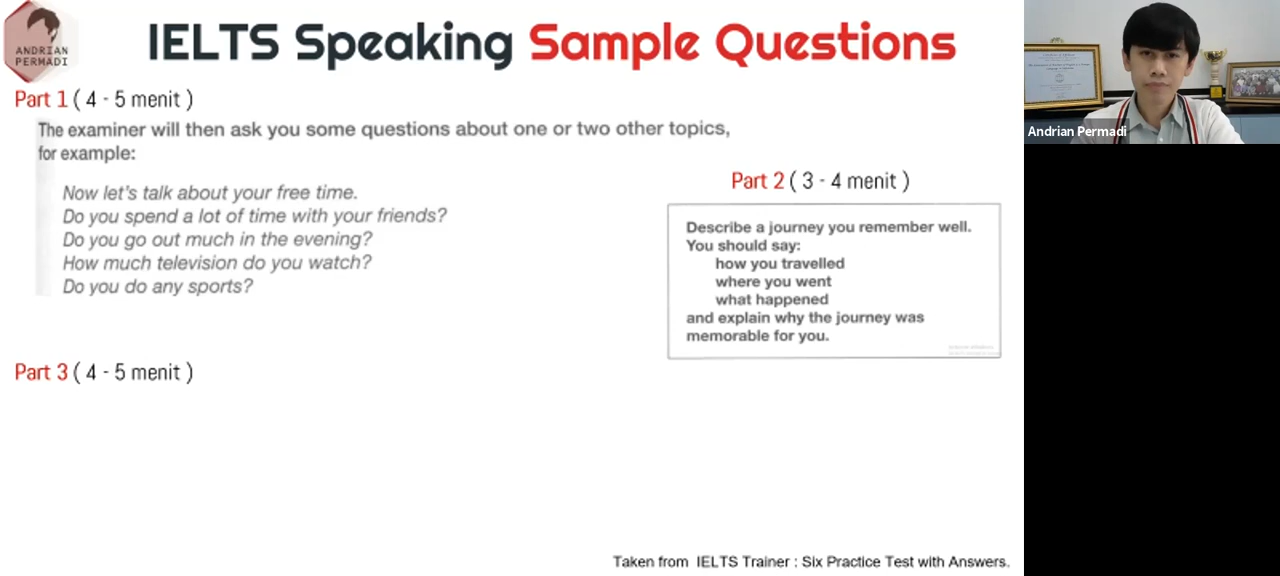 ANDRIAN
PERMADI
IELTS Speaking Sample Questions
Part 1 ( 4 - 5 menit )
The examiner will then ask you some questions about one or two other topics,
for example:
Now let's talk about your free time.
Do you spend a lot of time with your friends?
Do you go out much in the evening?
How much television do you watch?
Do you do any sports?
Part 2 ( 3 - 4 menit )
Describe a journey you remember well.
You should say:
how you travelled
where you went
what happened
and explain why the journey was
memorable for you.
Part 3 ( 4 - 5 menit )
Taken from IELTS Trainer : Six Practice Test with Answers.
Andrian Permadi